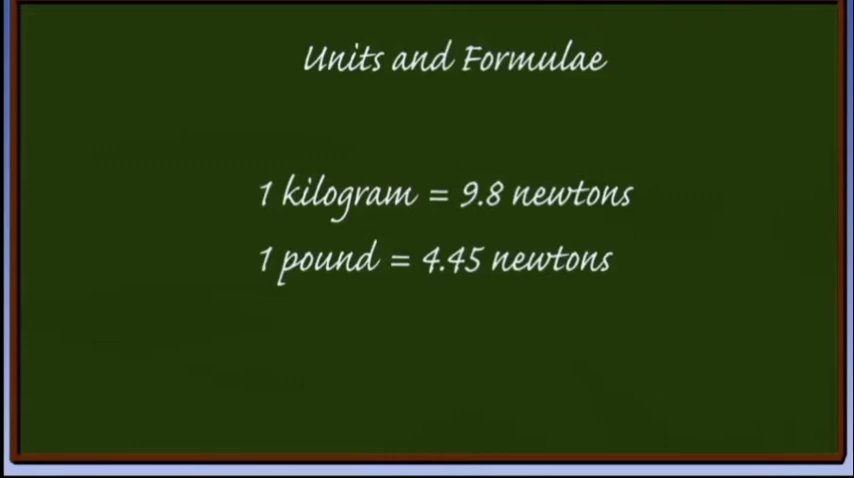 Units and Formulae
1 kilogram = 9.8 newtons
1 pound = 4.45 newtons